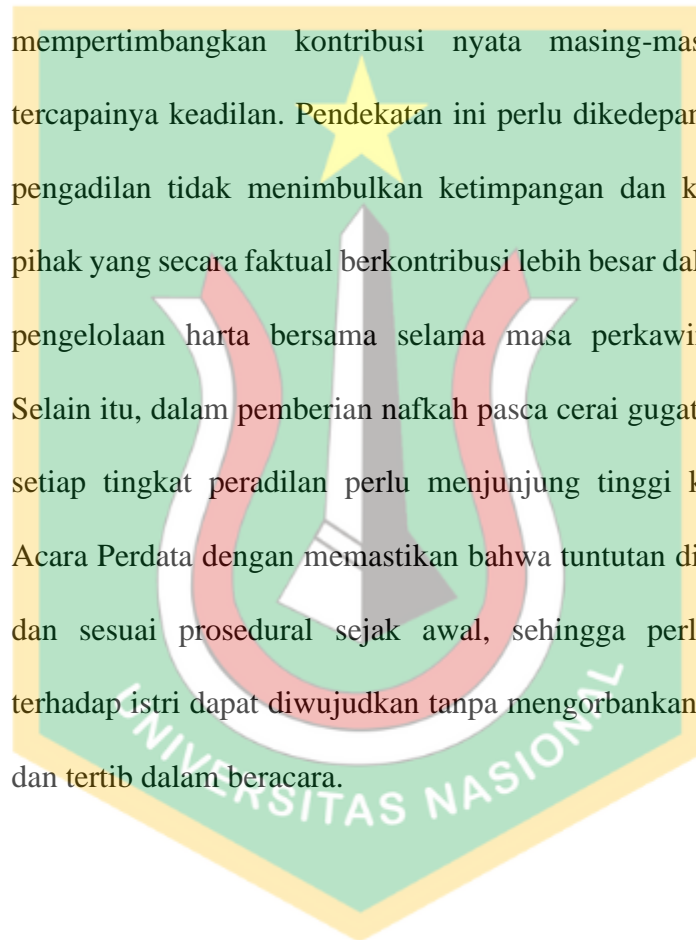 mempertimbangkan kontribusi nyata masing-mas
tercapainya keadilan. Pendekatan ini perlu dikedepan
pengadilan tidak menimbulkan ketimpangan dan k
pihak yang secara faktual berkontribusi lebih besar dal
pengelolaan harta bersama selama masa perkawi
Selain itu, dalam pemberian nafkah pasca cerai gugat
setiap tingkat peradilan perlu menjunjung tinggi k
Acara Perdata dengan memastikan bahwa tuntutan di
dan sesuai prosedural sejak awal, sehingga perl
terhadap istri dapat diwujudkan tanpa mengorbankan
dan tertib dalam beracara.
UNIVERSITAS NASIONAL